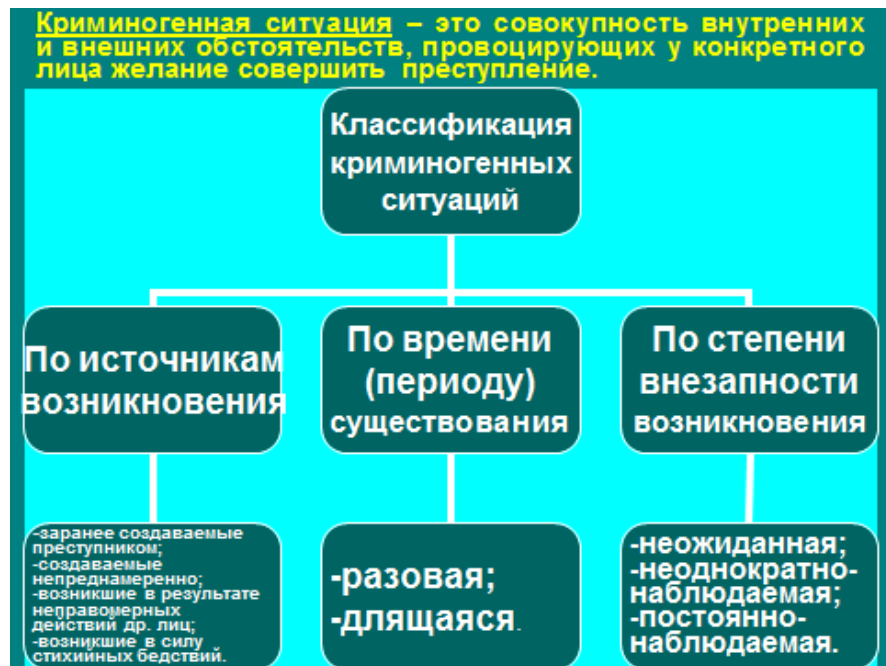 Криминогенная ситуация – это совокупность внутренних
и внешних обстоятельств, провоцирующих у конкретного
лица желание совершить преступление.
Классификация
криминогенных
ситуаций
По источникам
возникновения
По времени
(периоду)
существования
По степени
внезапности
возникновения
-заранее создаваемые
преступником;
-создаваемые
непреднамеренно;
-возникшие в результате
неправомерных
действий др. лиц;
-возникшие в силу
стихийных бедствий.
-разовая;
-длящаяся.
-неожиданная;
-неоднократно-
наблюдаемая;
-постоянно-
наблюдаемая.